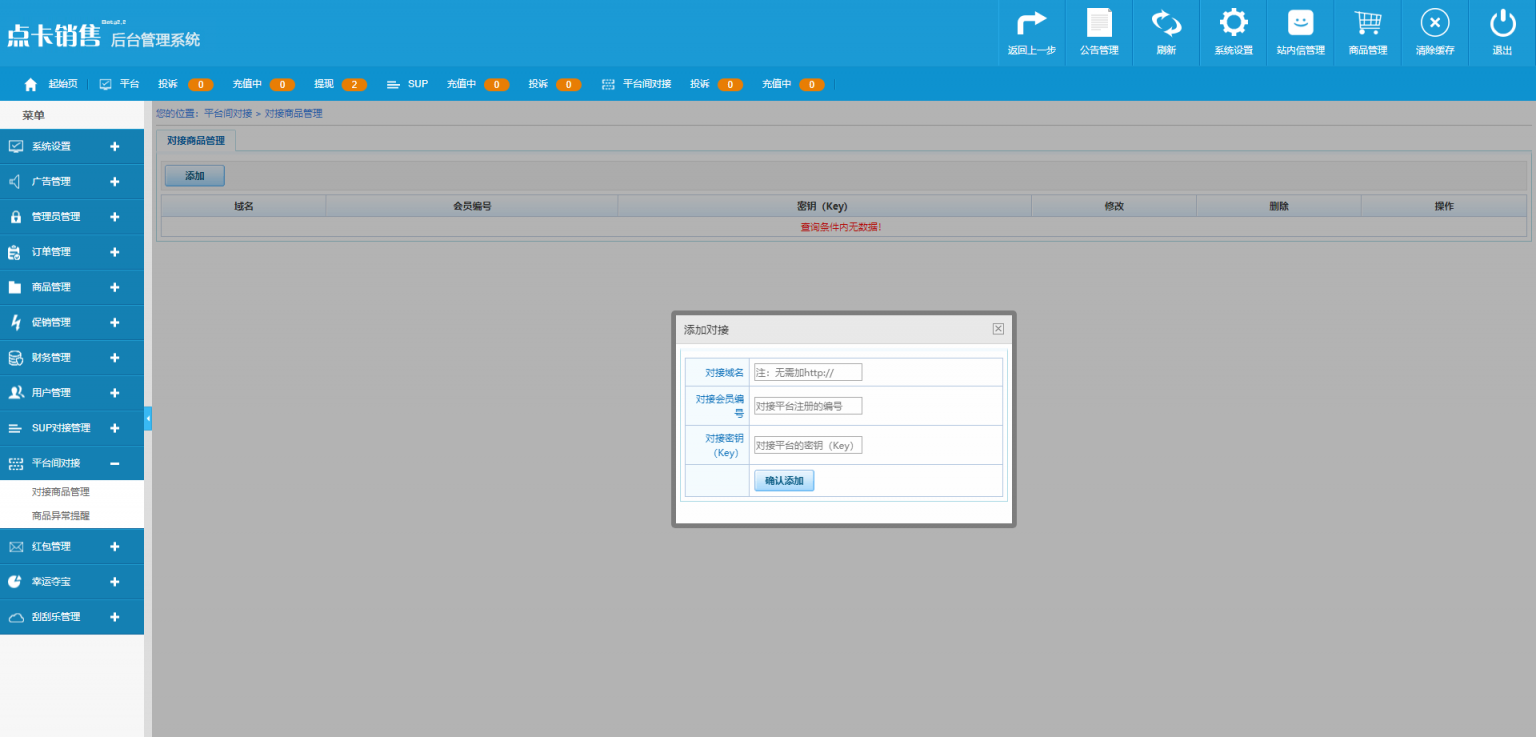 点卡销售 后台管理系统
返回上一步 公告管理 刷新 系统设置 站内信管理 商品管理 清除缓存 退出
起始页 平台 投诉 0 充值中 0 提现 2 SUP 充值中 0 投诉 0 平台间对接 投诉 0 充值中 0
菜单
系统设置
广告管理
管理员管理
订单管理
商品管理
促销管理
财务管理
用户管理
SUP对接管理
平台间对接
对接商品管理
商品异常提醒
红包管理
幸运夺宝
刮刮乐管理
您的位置：平台间对接 > 对接商品管理
对接商品管理
添加
域名 会员编号 密钥（Key） 修改 删除 操作
查询条件内无数据!
添加对接
对接域名 注：无需加http://
对接会员编
号
对接平台注册的编号
对接密钥
（Key）
对接平台的密钥（Key）
确认添加